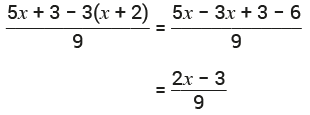 (5x + 3 − 3(x + 2))/9 = (5x − 3x + 3 − 6)/9
= (2x − 3)/9